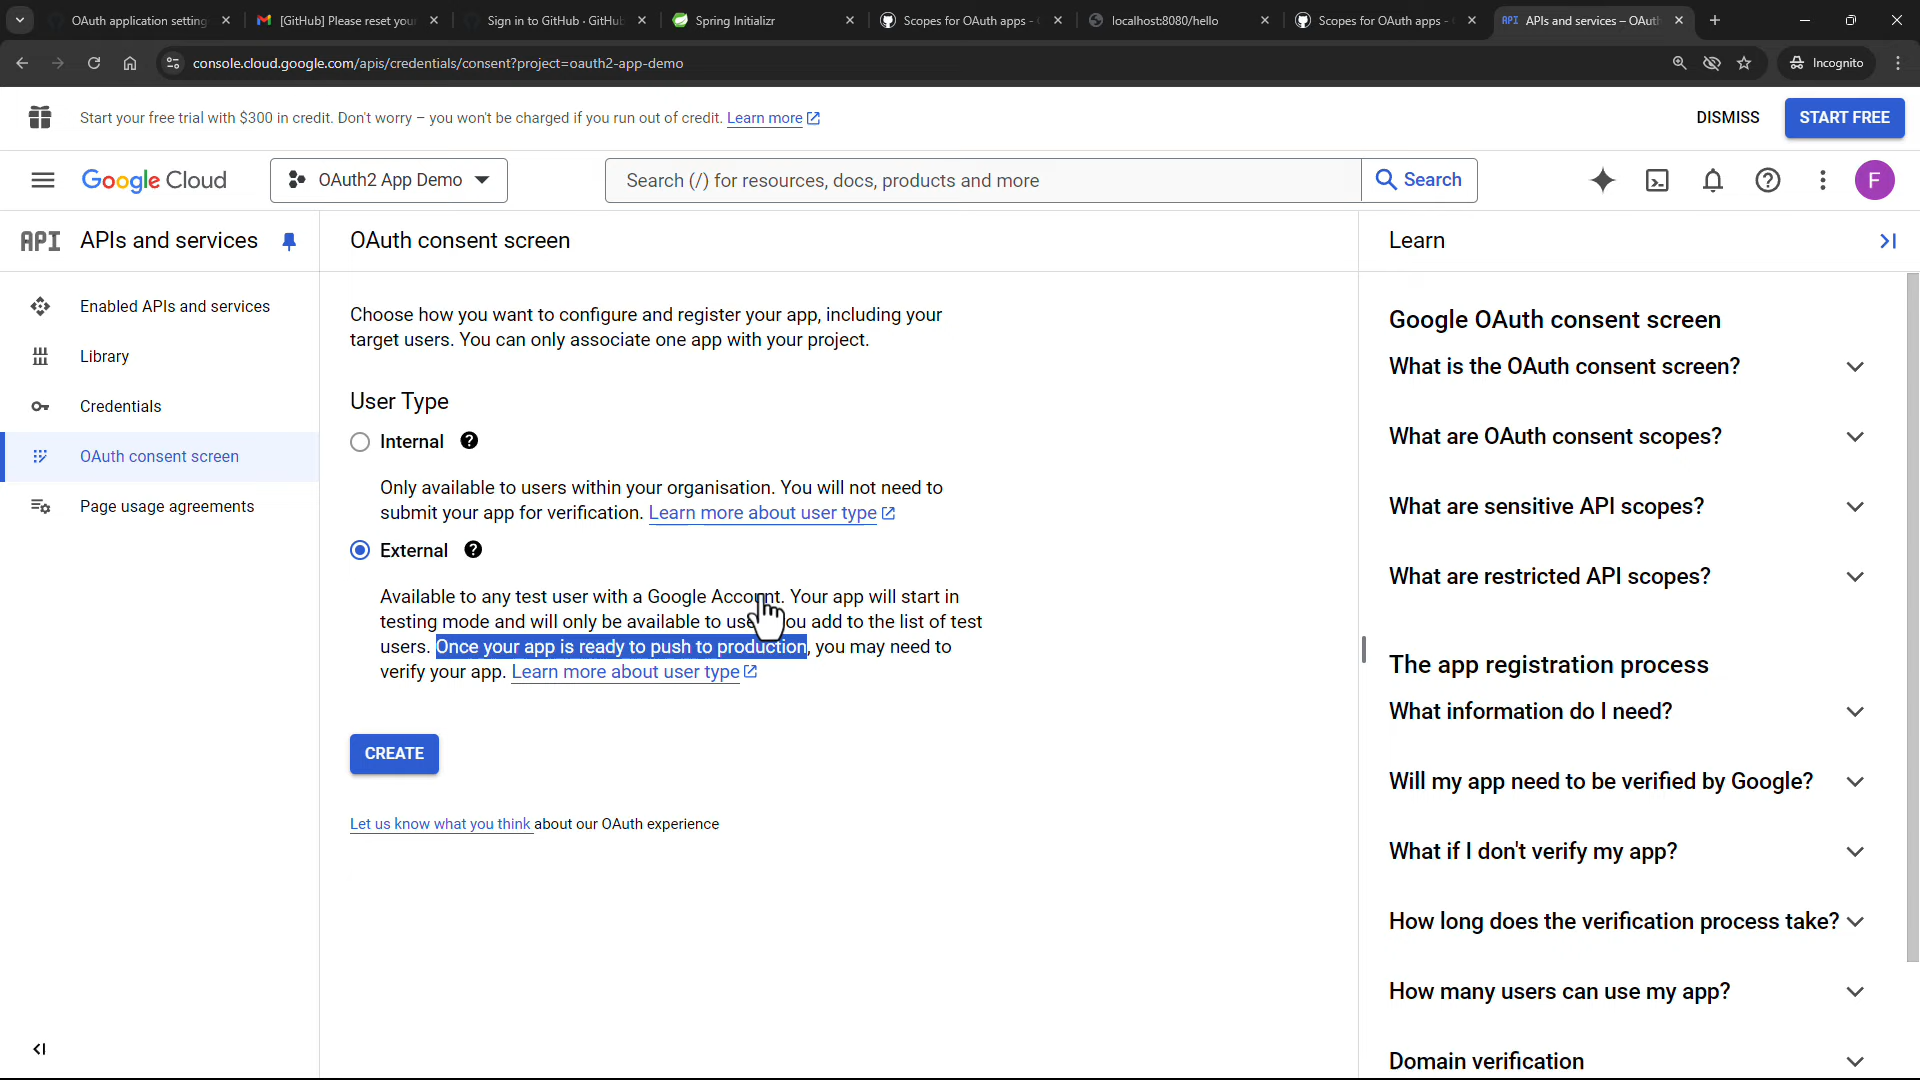 OAuth application setting
[GitHub] Please reset your
Sign in to GitHub · GitHub
Spring Initializr
Scopes for OAuth apps -
localhost:8080/hello
Scopes for OAuth apps -
API APIs and services – OAuth
console.cloud.google.com/apis/credentials/consent?project=oauth2-app-demo
Incognito
Start your free trial with $300 in credit. Don't worry – you won't be charged if you run out of credit. Learn more
DISMISS
START FREE
Google Cloud
OAuth2 App Demo
Search (/) for resources, docs, products and more
Search
F
API APIs and services
Enabled APIs and services
Library
Credentials
OAuth consent screen
Page usage agreements
OAuth consent screen
Choose how you want to configure and register your app, including your
target users. You can only associate one app with your project.
User Type
Internal
Only available to users within your organisation. You will not need to
submit your app for verification. Learn more about user type
External
Available to any test user with a Google Account. Your app will start in
testing mode and will only be available to users you add to the list of test
users. Once your app is ready to push to production, you may need to
verify your app. Learn more about user type
CREATE
Let us know what you think about our OAuth experience
Learn
Google OAuth consent screen
What is the OAuth consent screen?
What are OAuth consent scopes?
What are sensitive API scopes?
What are restricted API scopes?
The app registration process
What information do I need?
Will my app need to be verified by Google?
What if I don't verify my app?
How long does the verification process take?
How many users can use my app?
Domain verification